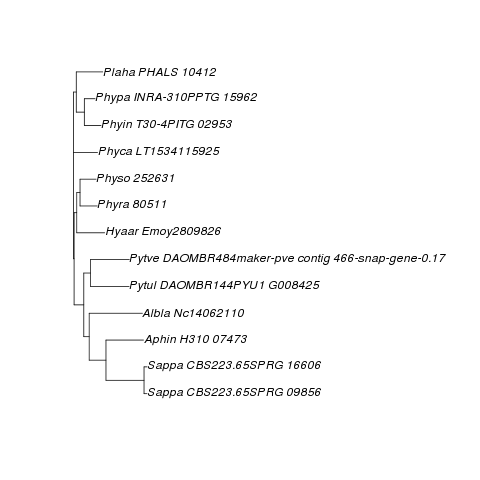 Plaha PHALS 10412
Phypa INRA-310PPTG 15962
Phyin T30-4PITG 02953
Phyca LT1534115925
Physo 252631
Phyra 80511
Hyaar Emoy2809826
Pytve DAOMBR484maker-pve contig 466-snap-gene-0.17
Pytul DAOMBR144PYU1 G008425
Albla Nc14062110
Aphin H310 07473
Sappa CBS223.65SPRG 16606
Sappa CBS223.65SPRG 09856